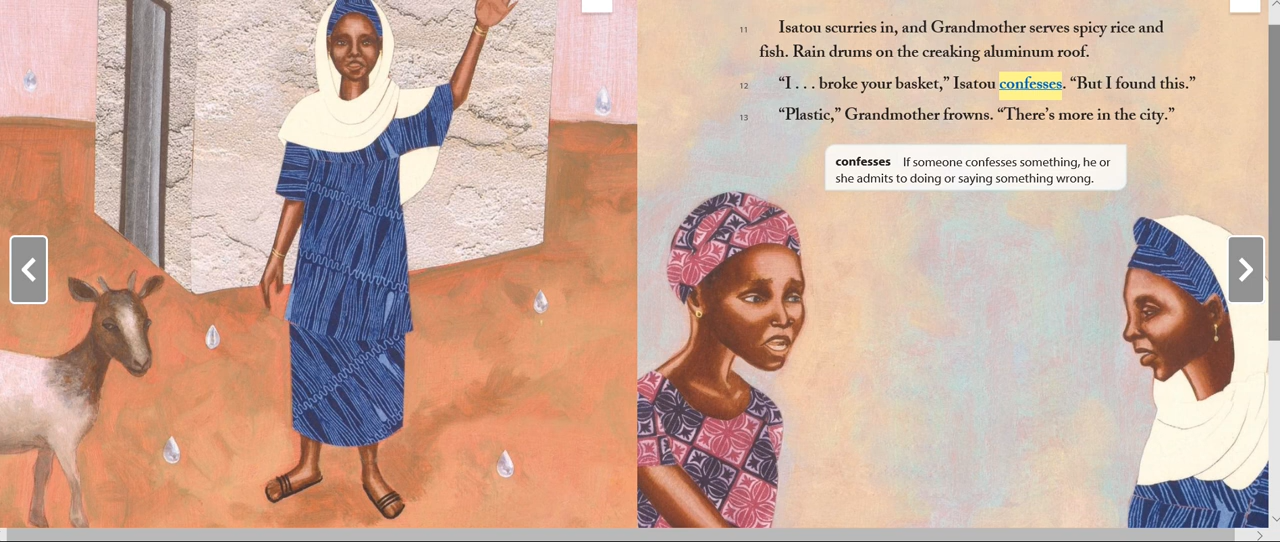 11 Isatou scurries in, and Grandmother serves spicy rice and
fish. Rain drums on the creaking aluminum roof.
12 “I . . . broke your basket,” Isatou confesses. “But I found this.”
13 “Plastic,” Grandmother frowns. “There’s more in the city.”
confesses If someone confesses something, he or
she admits to doing or saying something wrong.